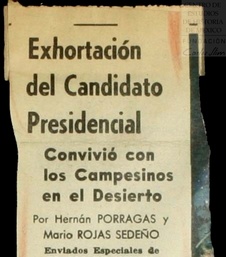 Exhortación
del Candidato
Presidencial
Convivió con
los Campesinos
en el Desierto
Por Hernán PORRAGAS y
Mario ROJAS SEDEÑO
Enviados Especiales de